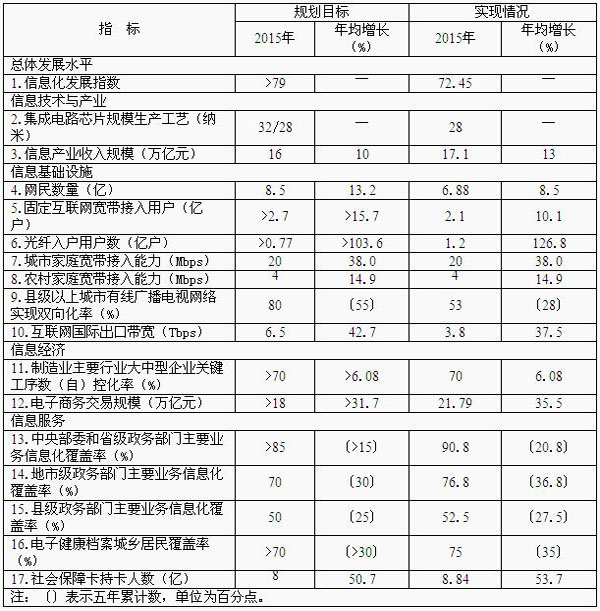 指 标 规划目标 实现情况
2015年 年均增长(%) 2015年 年均增长(%)
总体发展水平
1.信息化发展指数 >79 — 72.45 —
信息技术与产业
2.集成电路芯片规模生产工艺(纳
米) 32/28 — 28 —
3.信息产业收入规模(万亿元) 16 10 17.1 13
信息基础设施
4.网民数量(亿) 8.5 13.2 6.88 8.5
5.固定互联网宽带接入用户(亿
户) >2.7 >15.7 2.1 10.1
6.光纤入户用户数(亿户) >0.77 >103.6 1.2 126.8
7.城市家庭宽带接入能力(Mbps) 20 38.0 20 38.0
8.农村家庭宽带接入能力(Mbps) 4 14.9 4 14.9
9.县级以上城市有线广播电视网络
实现双向化率(%) 80 〔55〕 53 〔28〕
10.互联网国际出口带宽(Tbps) 6.5 42.7 3.8 37.5
信息经济
11.制造业主要行业大中型企业关键
工序数(自)控化率(%) >70 >6.08 70 6.08
12.电子商务交易规模(万亿元) >18 >31.7 21.79 35.5
信息服务
13.中央部委和省级政务部门主要业
务信息化覆盖率(%) >85 〔>15〕 90.8 〔20.8〕
14.地市级政务部门主要业务信息化
覆盖率(%) 70 〔30〕 76.8 〔36.8〕
15.县级政务部门主要业务信息化覆
盖率(%) 50 〔25〕 52.5 〔27.5〕
16.电子健康档案城乡居民覆盖率
(%) >70 〔>30〕 75 〔35〕
17.社会保障卡持卡人数(亿) 8 50.7 8.84 53.7
注:〔〕表示五年累计数,单位为百分点。